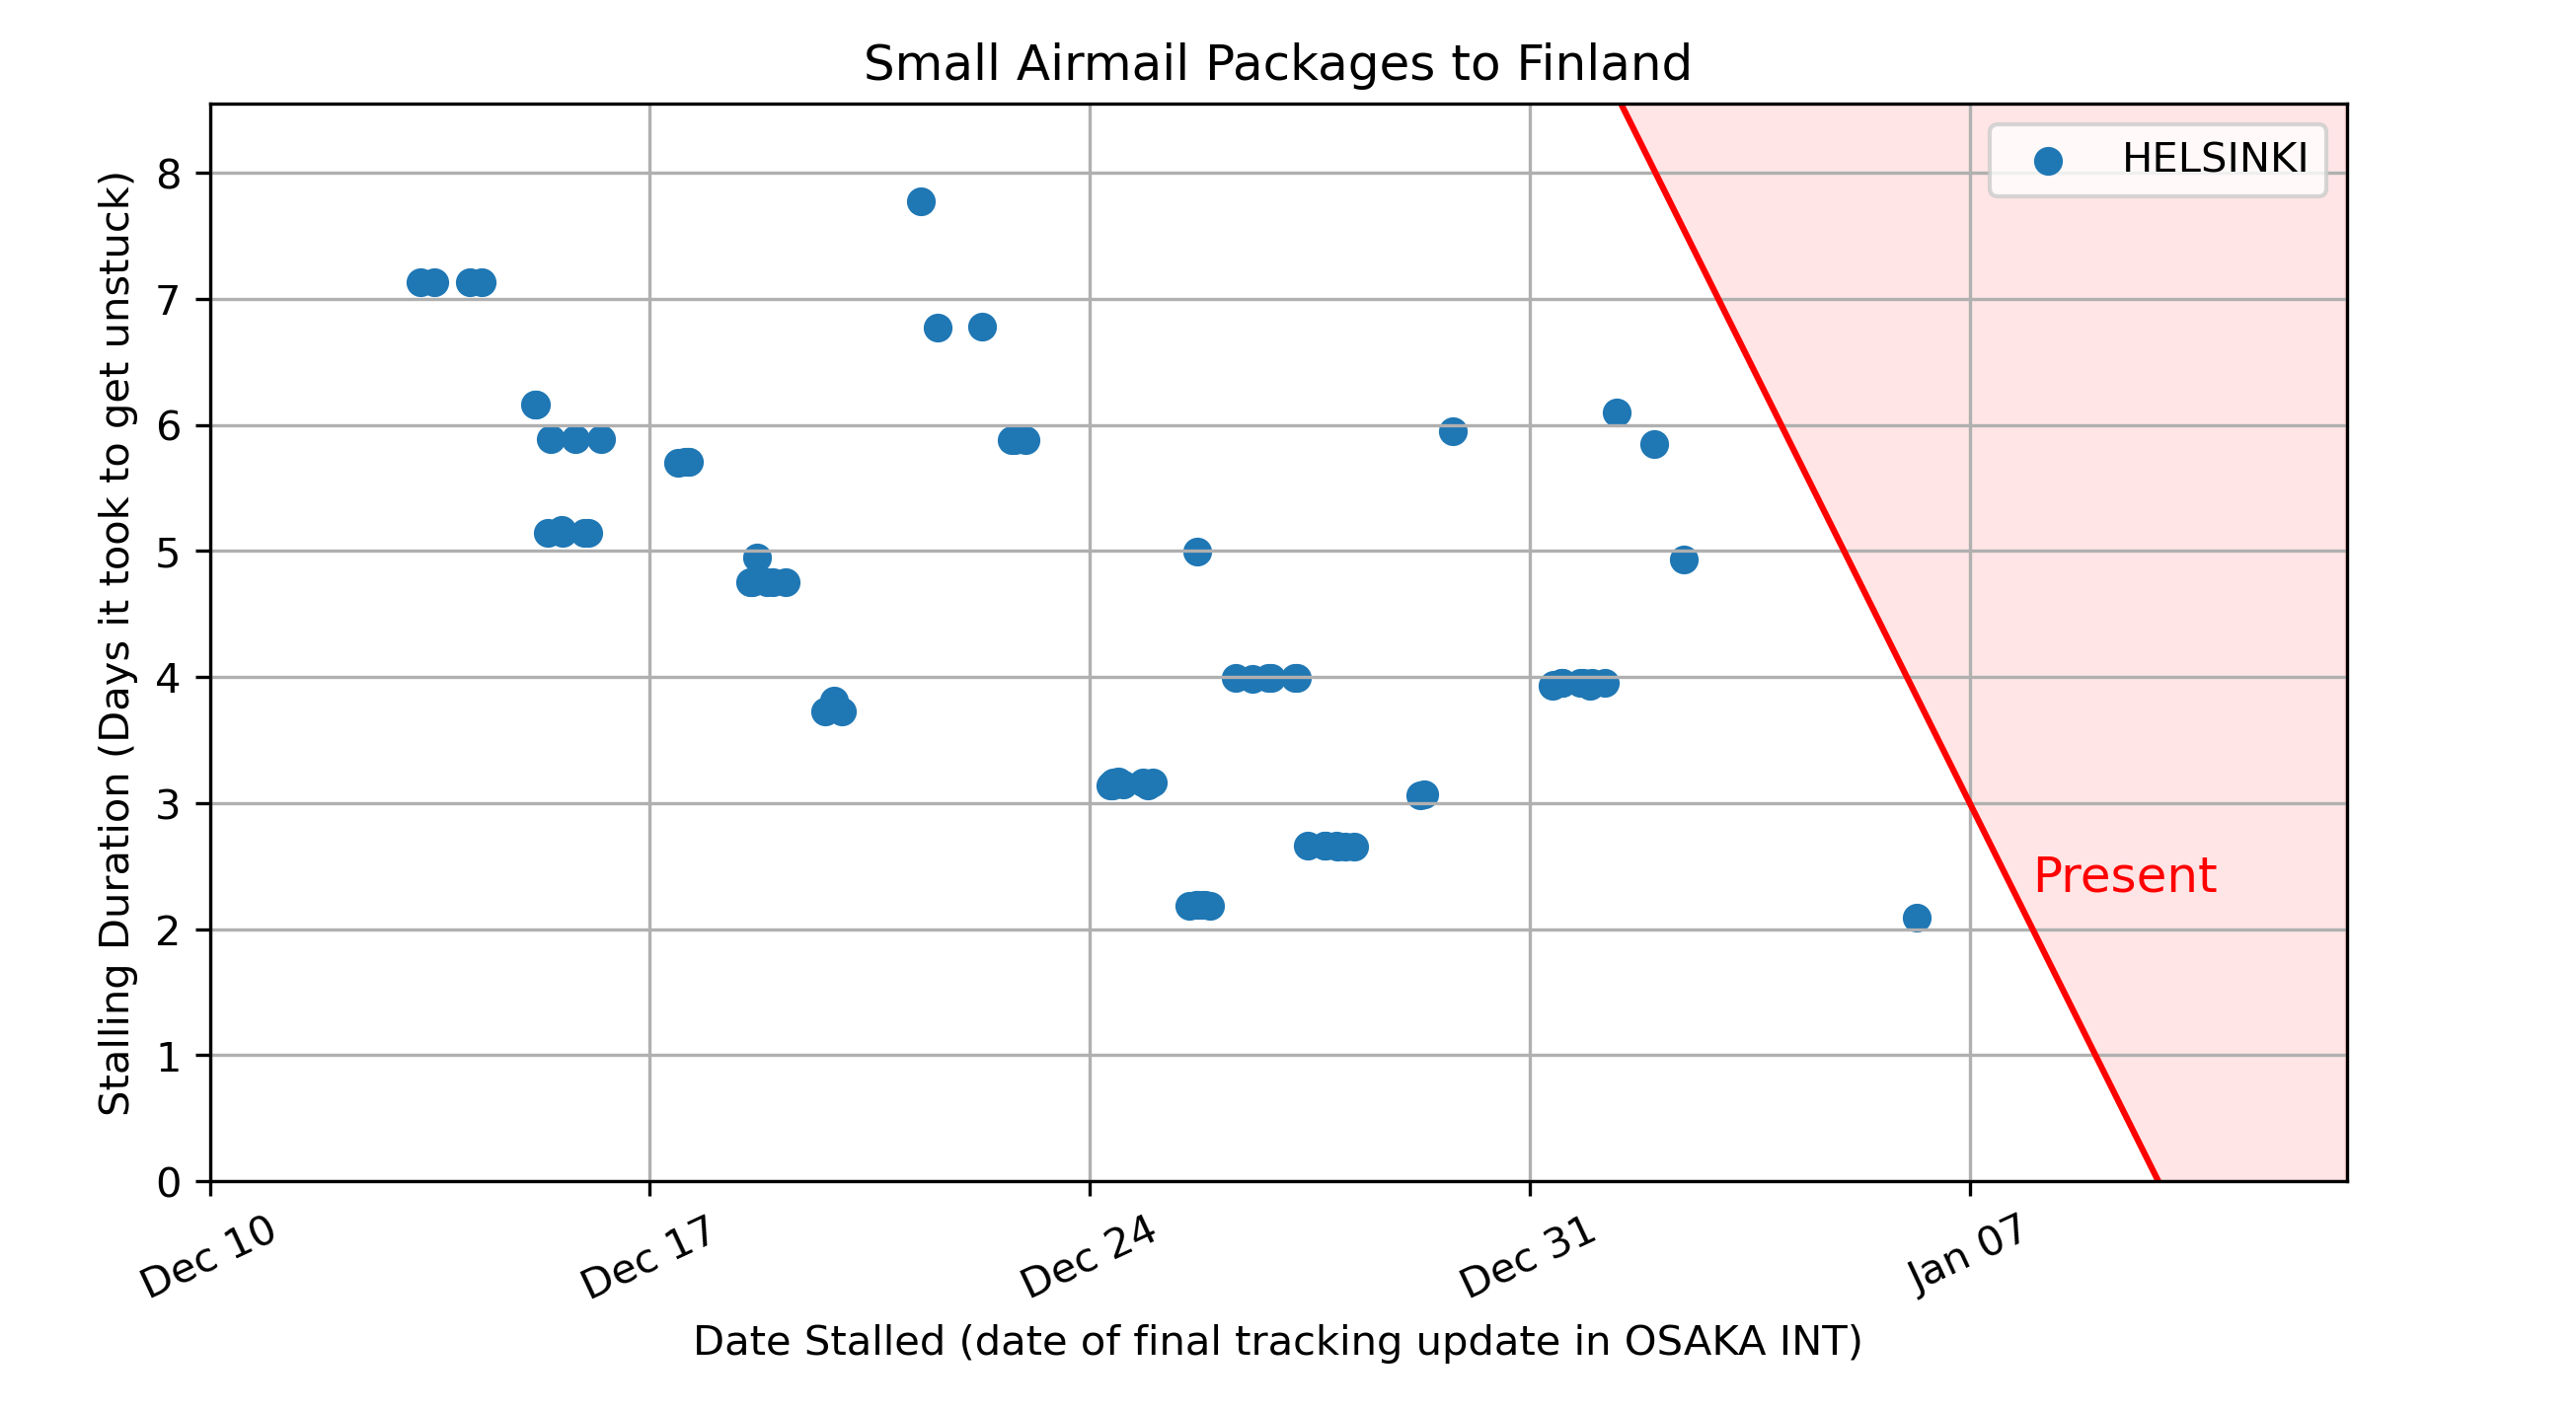 Small Airmail Packages to Finland
HELSINKI
Stalling Duration (Days it took to get unstuck)
8
7
6
5
4
3
2
1
0
Present
Dec 10
Dec 17
Dec 24
Dec 31
Jan 07
Date Stalled (date of final tracking update in OSAKA INT)